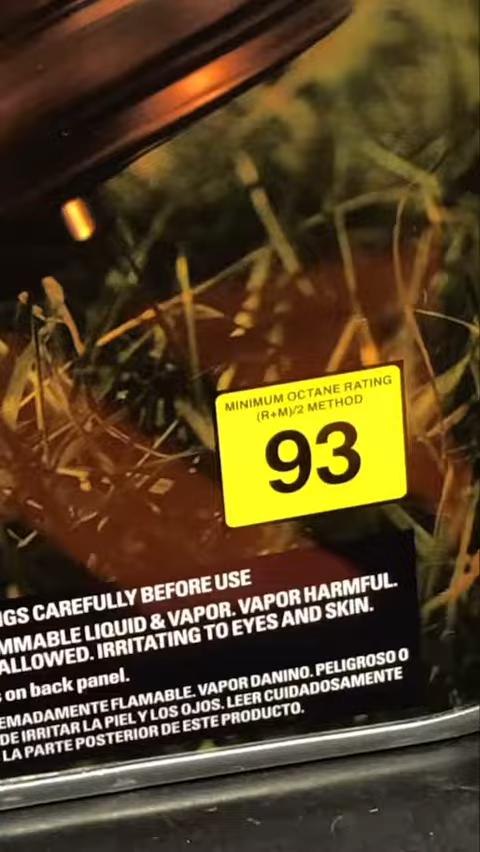 MINIMUM OCTANE RATING
(R+M)/2 METHOD
93
CAREFULLY BEFORE USE
LIQUID & VAPOR. VAPOR HARMFUL.
IRRITATING TO EYES AND SKIN.
on back panel.
FLAMABLE. VAPOR DANINO. PELIGROSO O
DE IRRITAR LA PIEL Y LOS OJOS. LEER CUIDADOSAMENTE
LA PARTE POSTERIOR DE ESTE PRODUCTO.